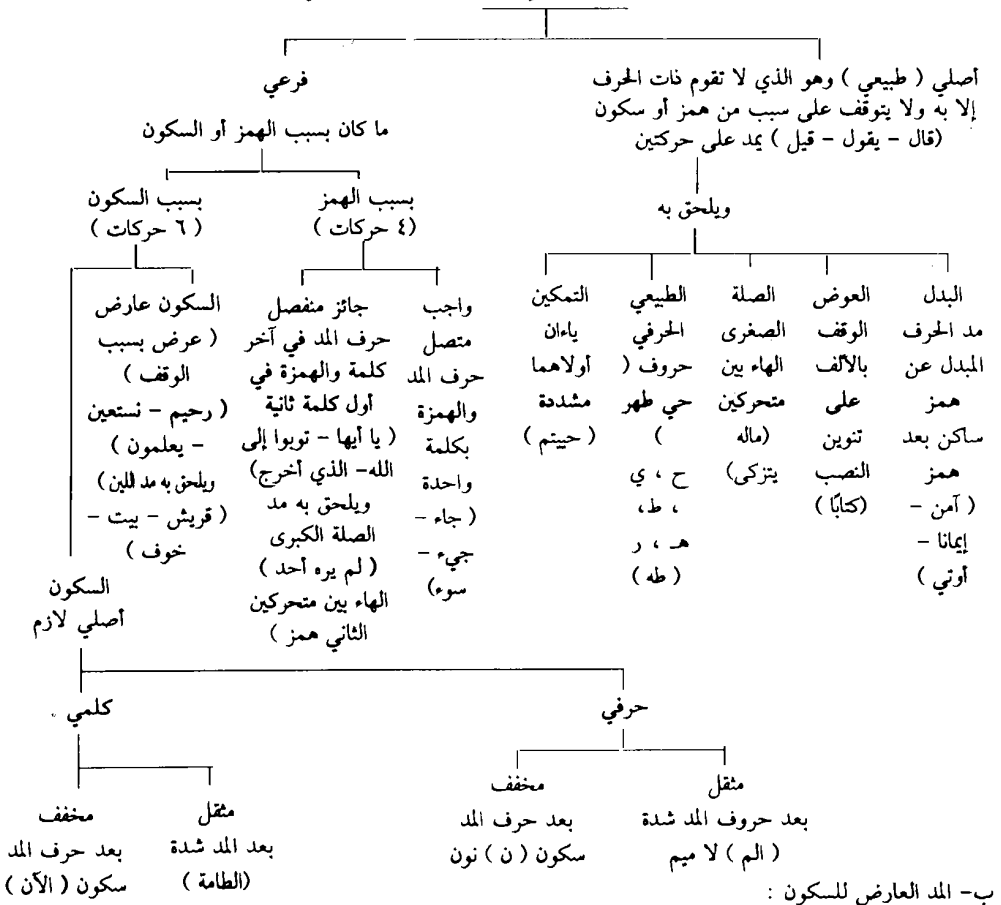 أصلي ( طبيعي ) وهو الذي لا تقوم ذات الحرف
إلا به ولا يتوقف على سبب من همز أو سكون
(قال – يقول – قيل ) يمد على حركتين
ويلحق به
البدل
مد الحرف
المبدل عن
همز
ساكن بعد
همز
( آمن –
إيمانا –
أوتي )
العوض
الوقف
بالألف
على
تنوين
النصب
(كتابًا )
الصلة
الصغرى
الهاء بين
متحركين
(ماله
يتزكى)
الطبيعي
الحرفي
حروف (
حي طهر
)
ح ، ي
، ط،
هـ ، ر
( طه )
التمكين
ياءان
أولاهما
مشددة
( حييتم )
فرعي
ما كان بسبب الهمز أو السكون
بسبب الهمز
(٤ حركات )
واجب
متصل
حرف المد
والهمزة
بكلمة
واحدة
( جاء –
جيء –
سوء)
جائز منفصل
حرف المد في آخر
كلمة والهمزة في
أول كلمة ثانية
( يا أيها – توبوا إلى
الله– الذي أخرج)
ويلحق به مد
الصلة الكبرى
( لم يره أحد )
الهاء بين متحركين
الثاني همز )
بسبب السكون
( ٦ حركات )
السكون عارض
( عرض بسبب
الوقف )
( رحيم – نستعين
– يعلمون )
ويلحق به مد اللين)
( قريش – بيت –
خوف )
السكون
أصلي لازم
حرفي
مثقل
بعد حروف المد شدة
( الم ) لا ميم
مخفف
بعد حرف المد
سكون ( ن ) نون
كلمي .
مثقل
بعد المد شدة
(الطامة )
مخفف
بعد حرف المد
سكون ( الآن )
ب– المد العارض للسكون :